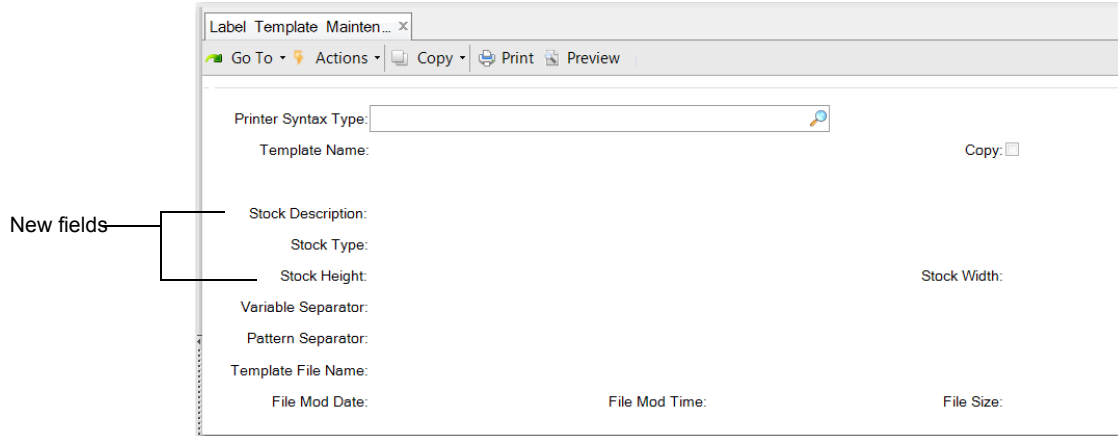 Label Template Mainten... ×
Go To Actions Copy Print Preview
Printer Syntax Type:
Template Name: Copy:
New fields
Stock Description:
Stock Type:
Stock Height: Stock Width:
Variable Separator:
Pattern Separator:
Template File Name:
File Mod Date: File Mod Time: File Size: